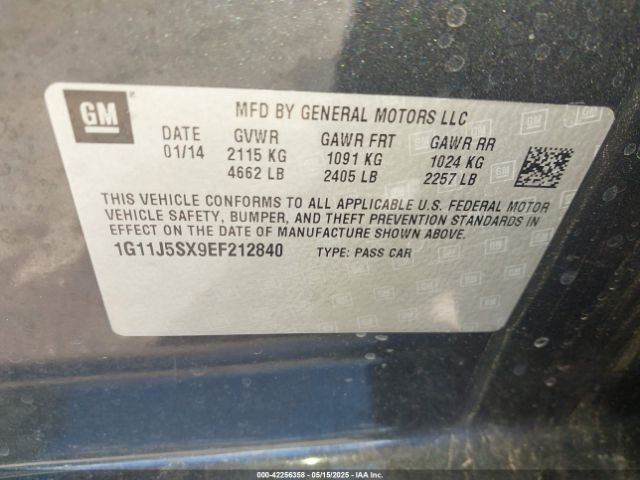 GM
MFD BY GENERAL MOTORS LLC
DATE GVWR GAWR FRT GAWR RR
01/14 2115 KG 1091 KG 1024 KG
4662 LB 2405 LB 2257 LB
THIS VEHICLE CONFORMS TO ALL APPLICABLE U.S. FEDERAL MOTOR
VEHICLE SAFETY, BUMPER, AND THEFT PREVENTION STANDARDS IN
EFFECT ON THE DATE OF MANUFACTURE SHOWN ABOVE.
1G11J5SX9EF212840 TYPE: PASS CAR
000-42256358 - 05/15/2025 - IAA Inc.